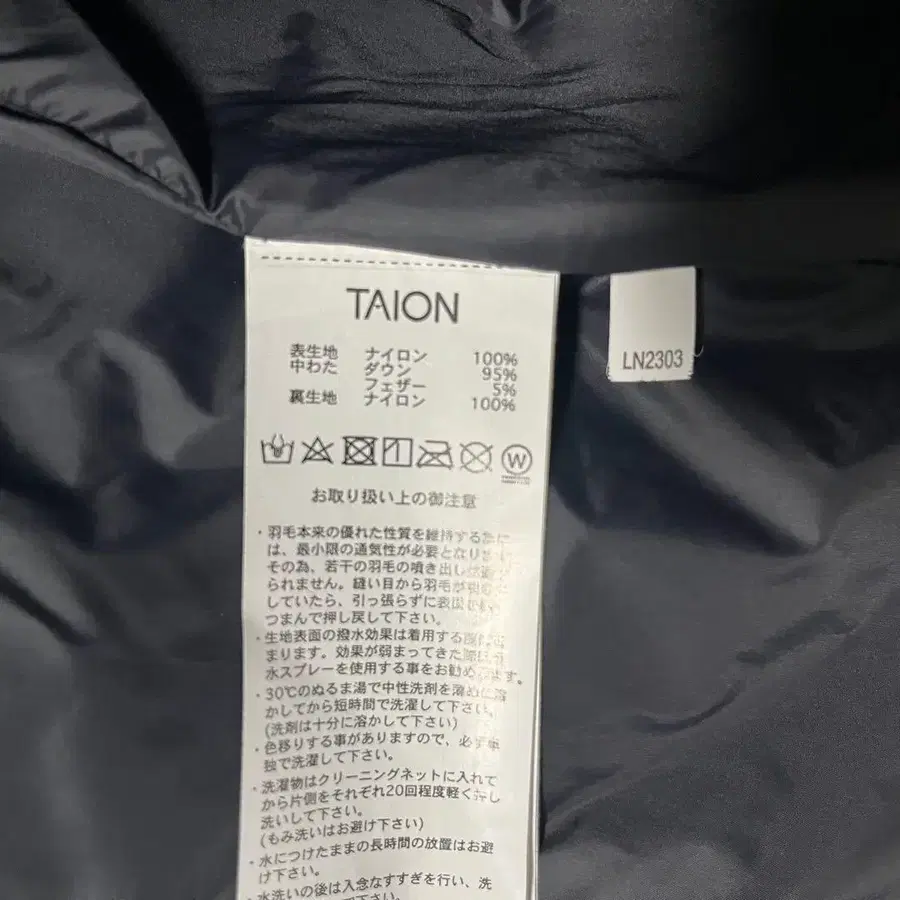 TAION
表生地 ナイロン 100%
中わた ダウン 95%
フェザー 5%
裏生地 ナイロン 100%
W
お取り扱い上の御注意
・羽毛本来の優れた性質を維持する為に
は、最小限の通気性が必要となりま
その為、若干の羽毛の噴き出しは
られません。縫い目から羽毛が
していたら、引っ張らずに表面
つまんで押し戻して下さい。
・生地表面の撥水効果は着用する
まります。効果が弱まってきた際は
水スプレーを使用する事をお勧め
ます。
・30℃のぬるま湯で中性洗剤を薄めに溶
かしてから短時間で洗濯して下さい。
(洗剤は十分に溶かして下さい)
・色移りする事がありますので、必ず単
独で洗濯して下さい。
・洗濯物はクリーニングネットに入れて
から片側をそれぞれ20回程度軽く押し
洗いして下さい。
(もみ洗いはお避け下さい)
・水につけたままの長時間の放置はお避
け下さい。
・水洗いの後は入念なすすぎを行い、洗
LN2303